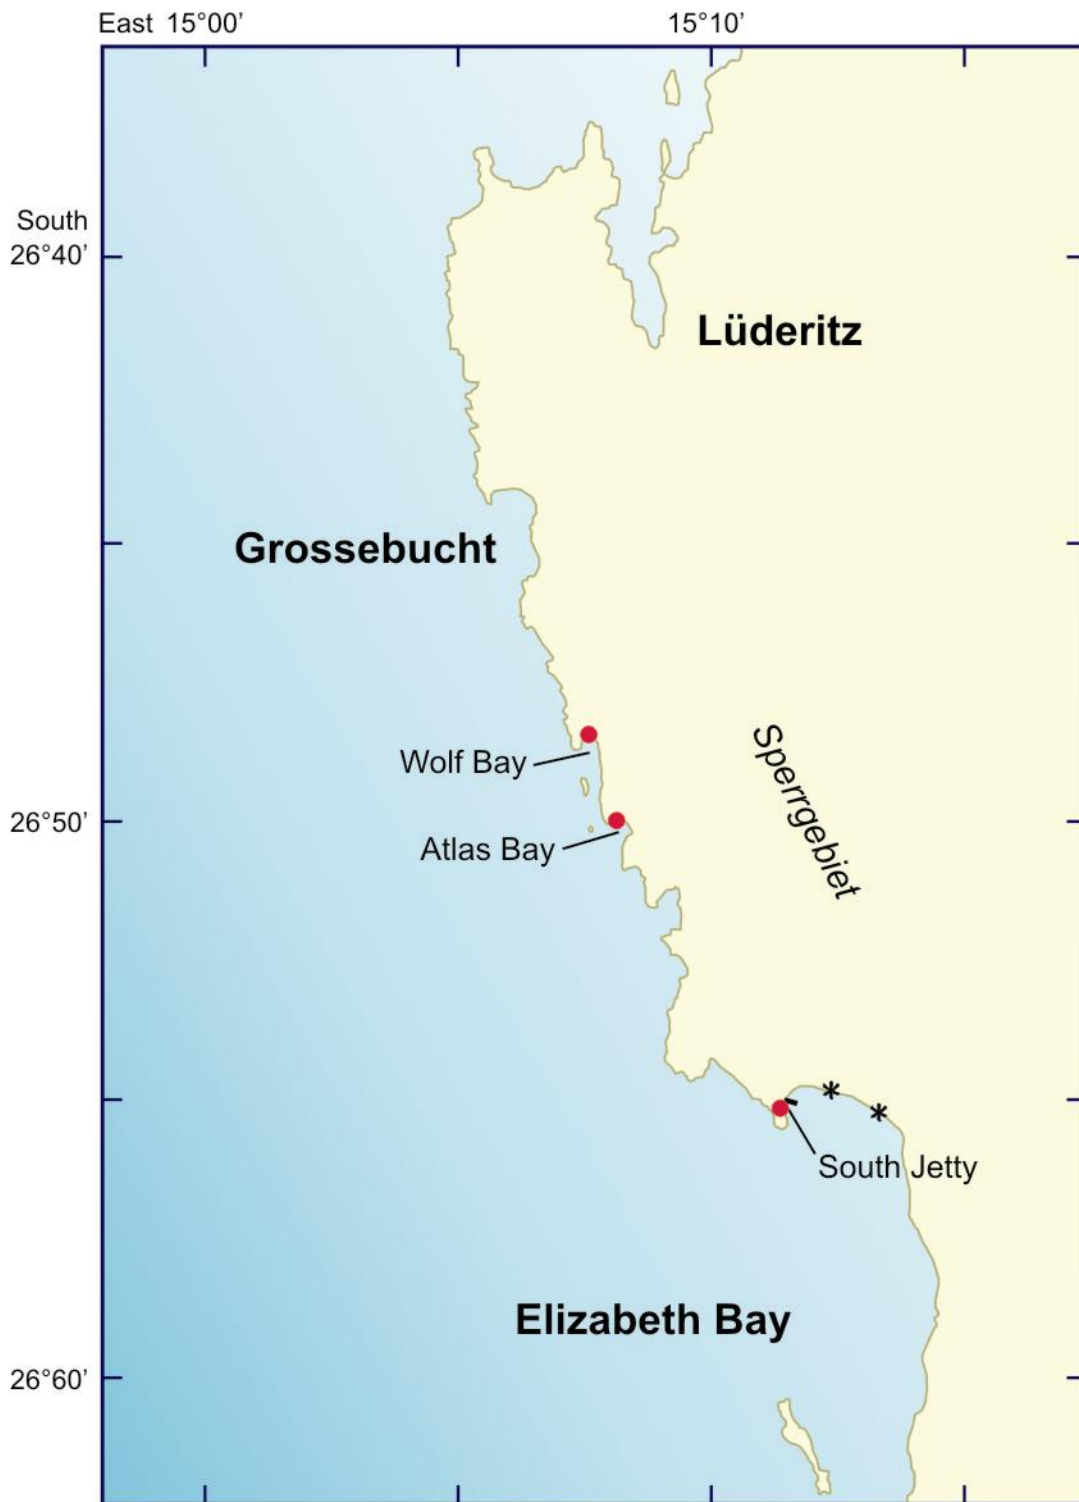 East 15°00’
15°10’
South
26°40’
Lüderitz
Grossebucht
Wolf Bay
Sperrgebiet
26°50’
Atlas Bay
South Jetty
Elizabeth Bay
26°60’